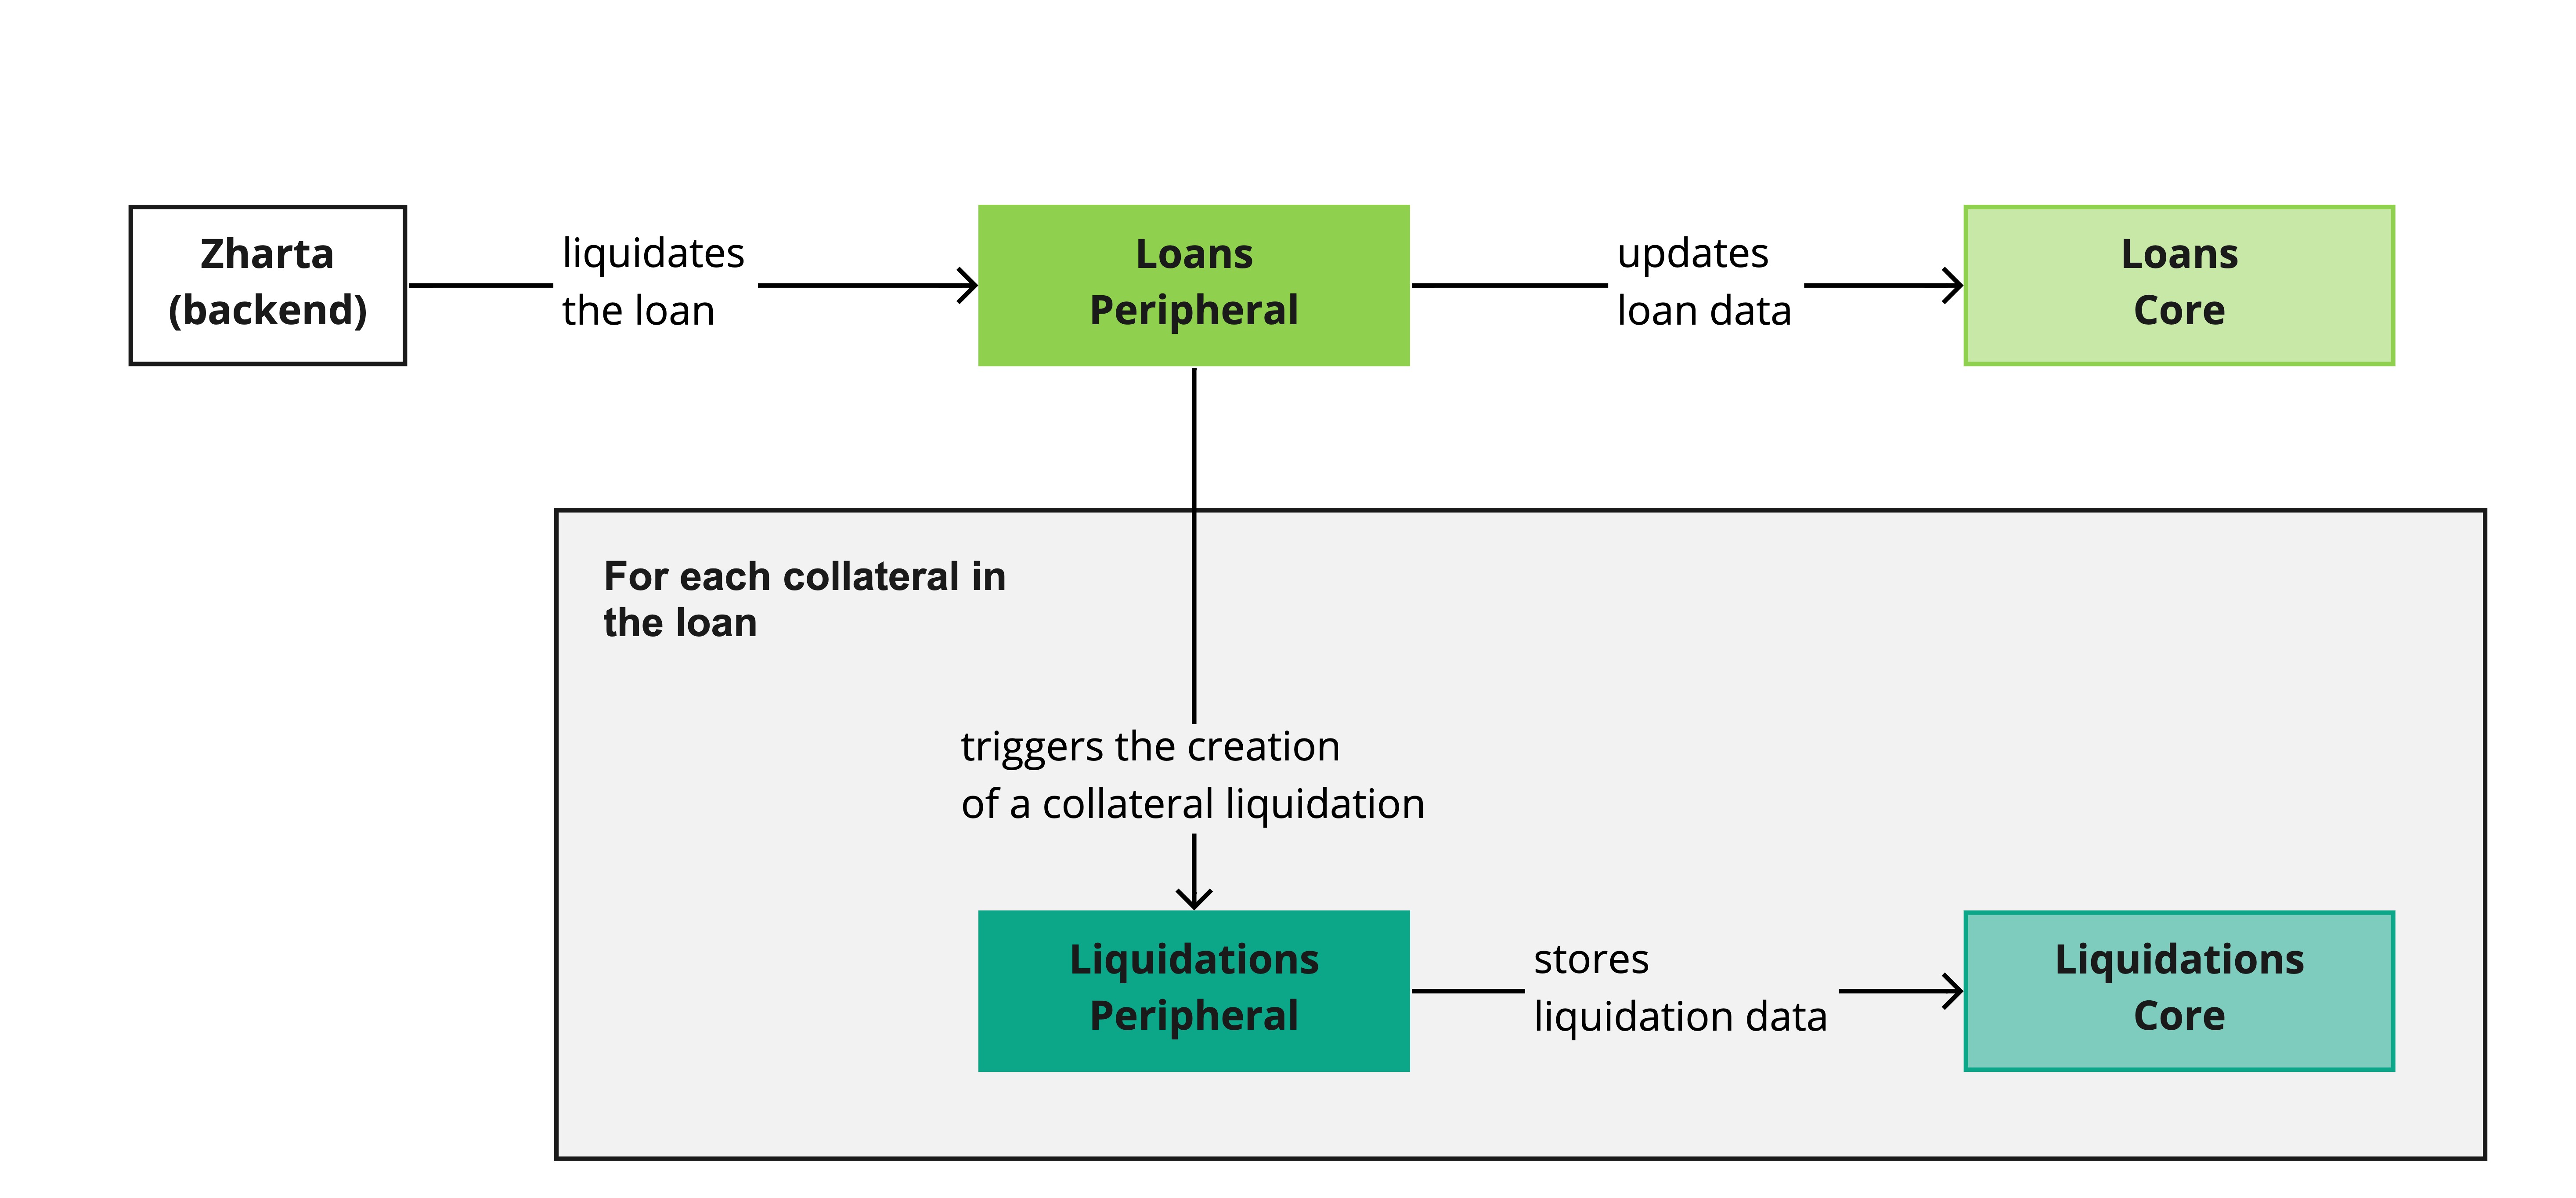 Zharta
(backend)
liquidates
the loan
Loans
Peripheral
updates
loan data
Loans
Core
For each collateral in
the loan
triggers the creation
of a collateral liquidation
Liquidations
Peripheral
stores
liquidation data
Liquidations
Core